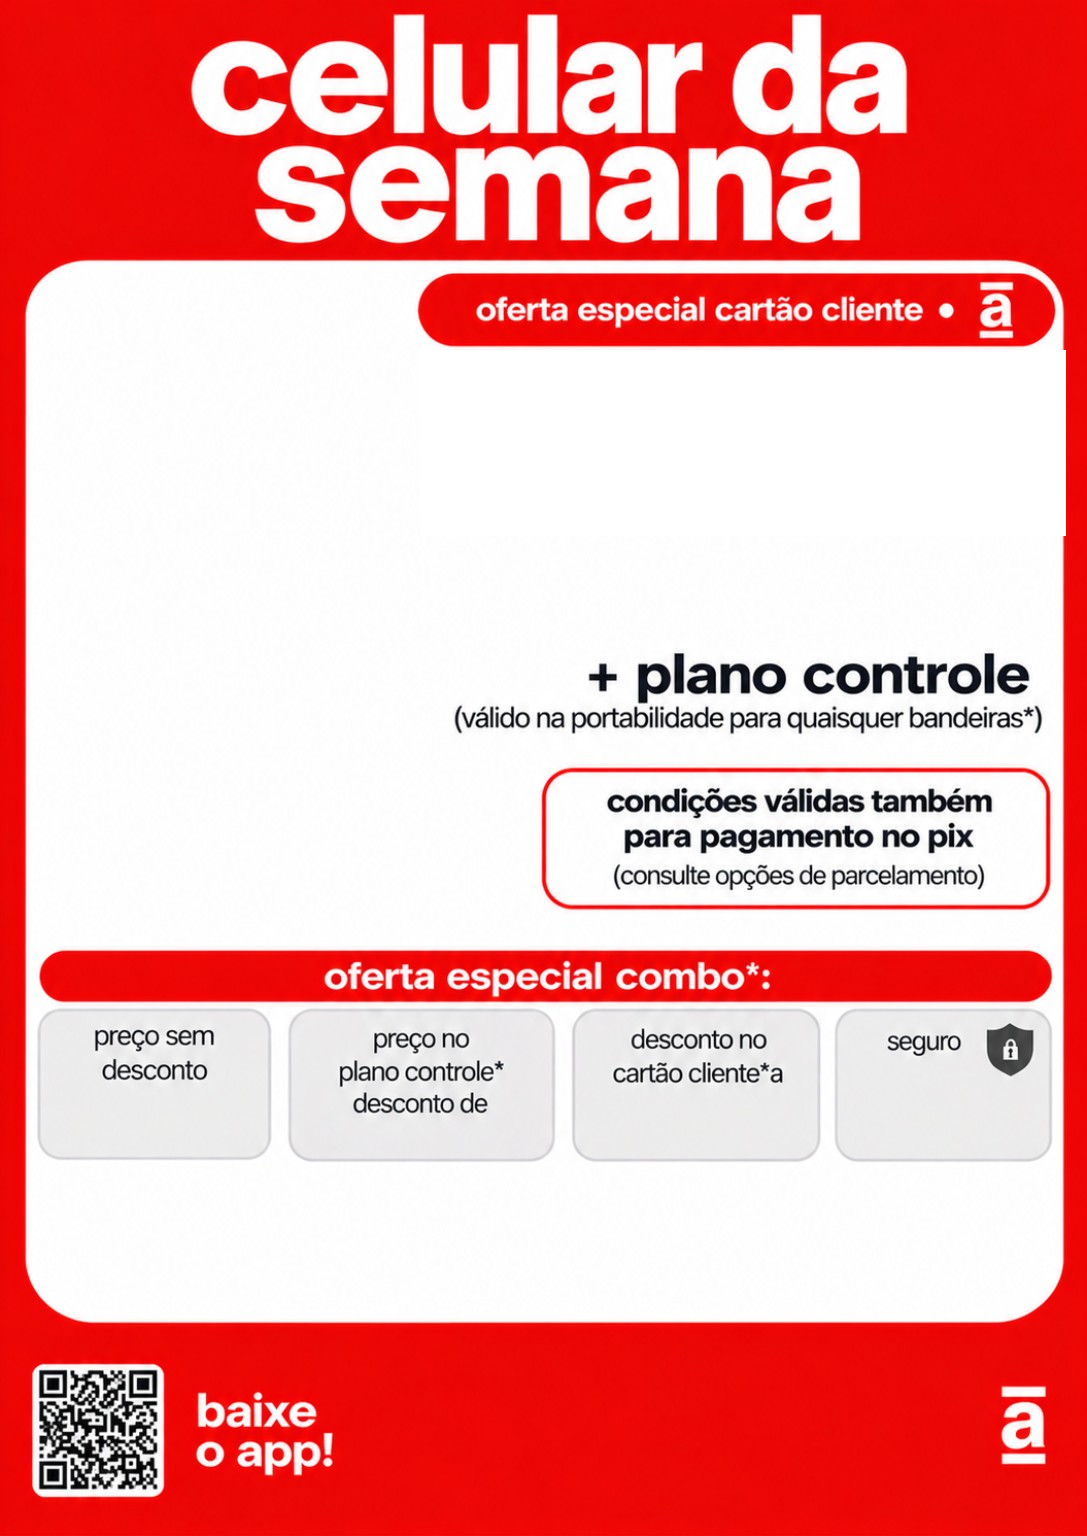 celular da
semana
oferta especial cartão cliente • a
+ plano controle
(válido na portabilidade para quaisquer bandeiras*)
condições válidas também
para pagamento no pix
(consulte opções de parcelamento)
oferta especial combo*:
preço sem
desconto
preço no
plano controle*
desconto de
desconto no
cartão cliente*a
seguro
baixe
o app!
a